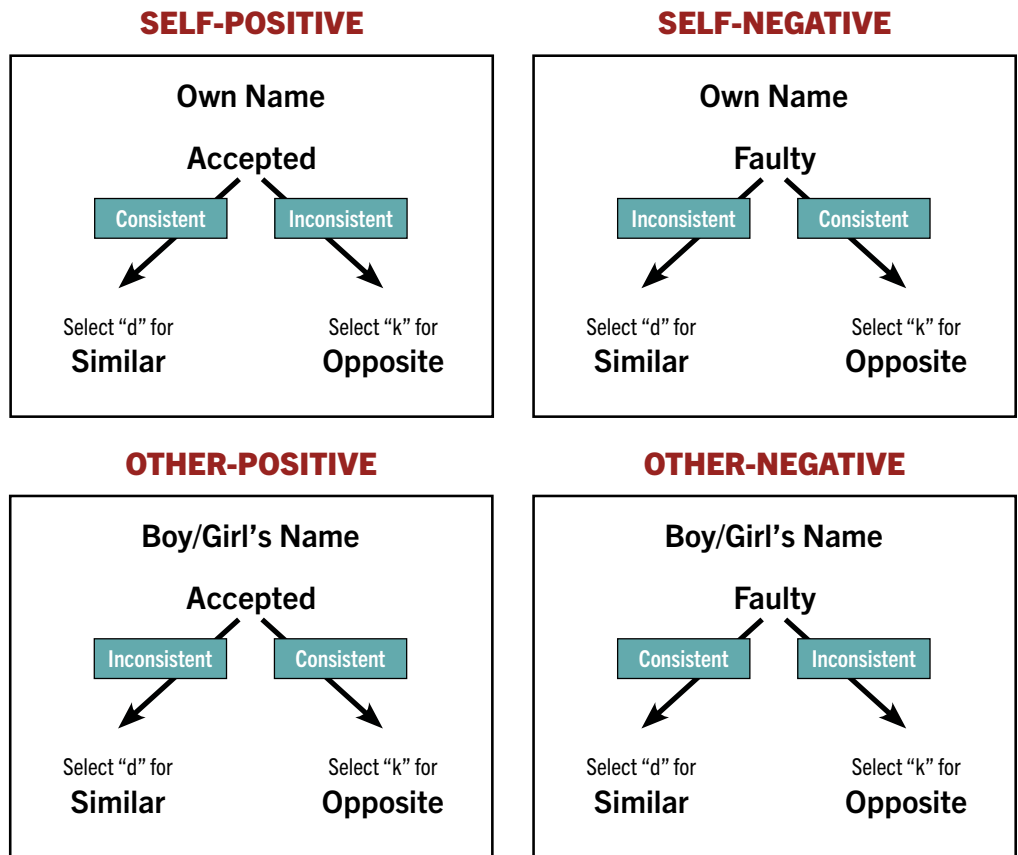 SELF-POSITIVE
Own Name
Accepted
Consistent
Inconsistent
Select “d” for
Similar
Select “k” for
Opposite
SELF-NEGATIVE
Own Name
Faulty
Inconsistent
Consistent
Select “d” for
Similar
Select “k” for
Opposite
OTHER-POSITIVE
Boy/Girl’s Name
Accepted
Inconsistent
Consistent
Select “d” for
Similar
Select “k” for
Opposite
OTHER-NEGATIVE
Boy/Girl’s Name
Faulty
Consistent
Inconsistent
Select “d” for
Similar
Select “k” for
Opposite